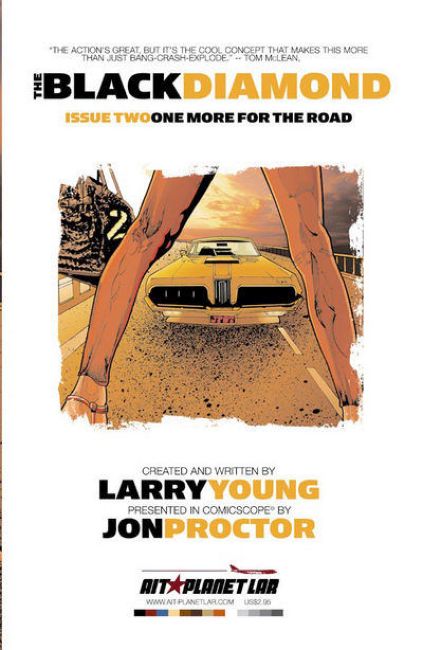 "THE ACTION'S GREAT, BUT IT'S THE COOL CONCEPT THAT MAKES THIS MORE
THAN JUST BANG-CRASH-EXPLODE." -- TOM McLEAN,
THE BLACKDIAMOND
ISSUE TWOONE MORE FOR THE ROAD
2
CREATED AND WRITTEN BY
LARRYYOUNG
PRESENTED IN COMICSCOPE® BY
JONPROCTOR
AIT★PLANET LAR
WWW.AIT-PLANETLAR.COM US$2.95